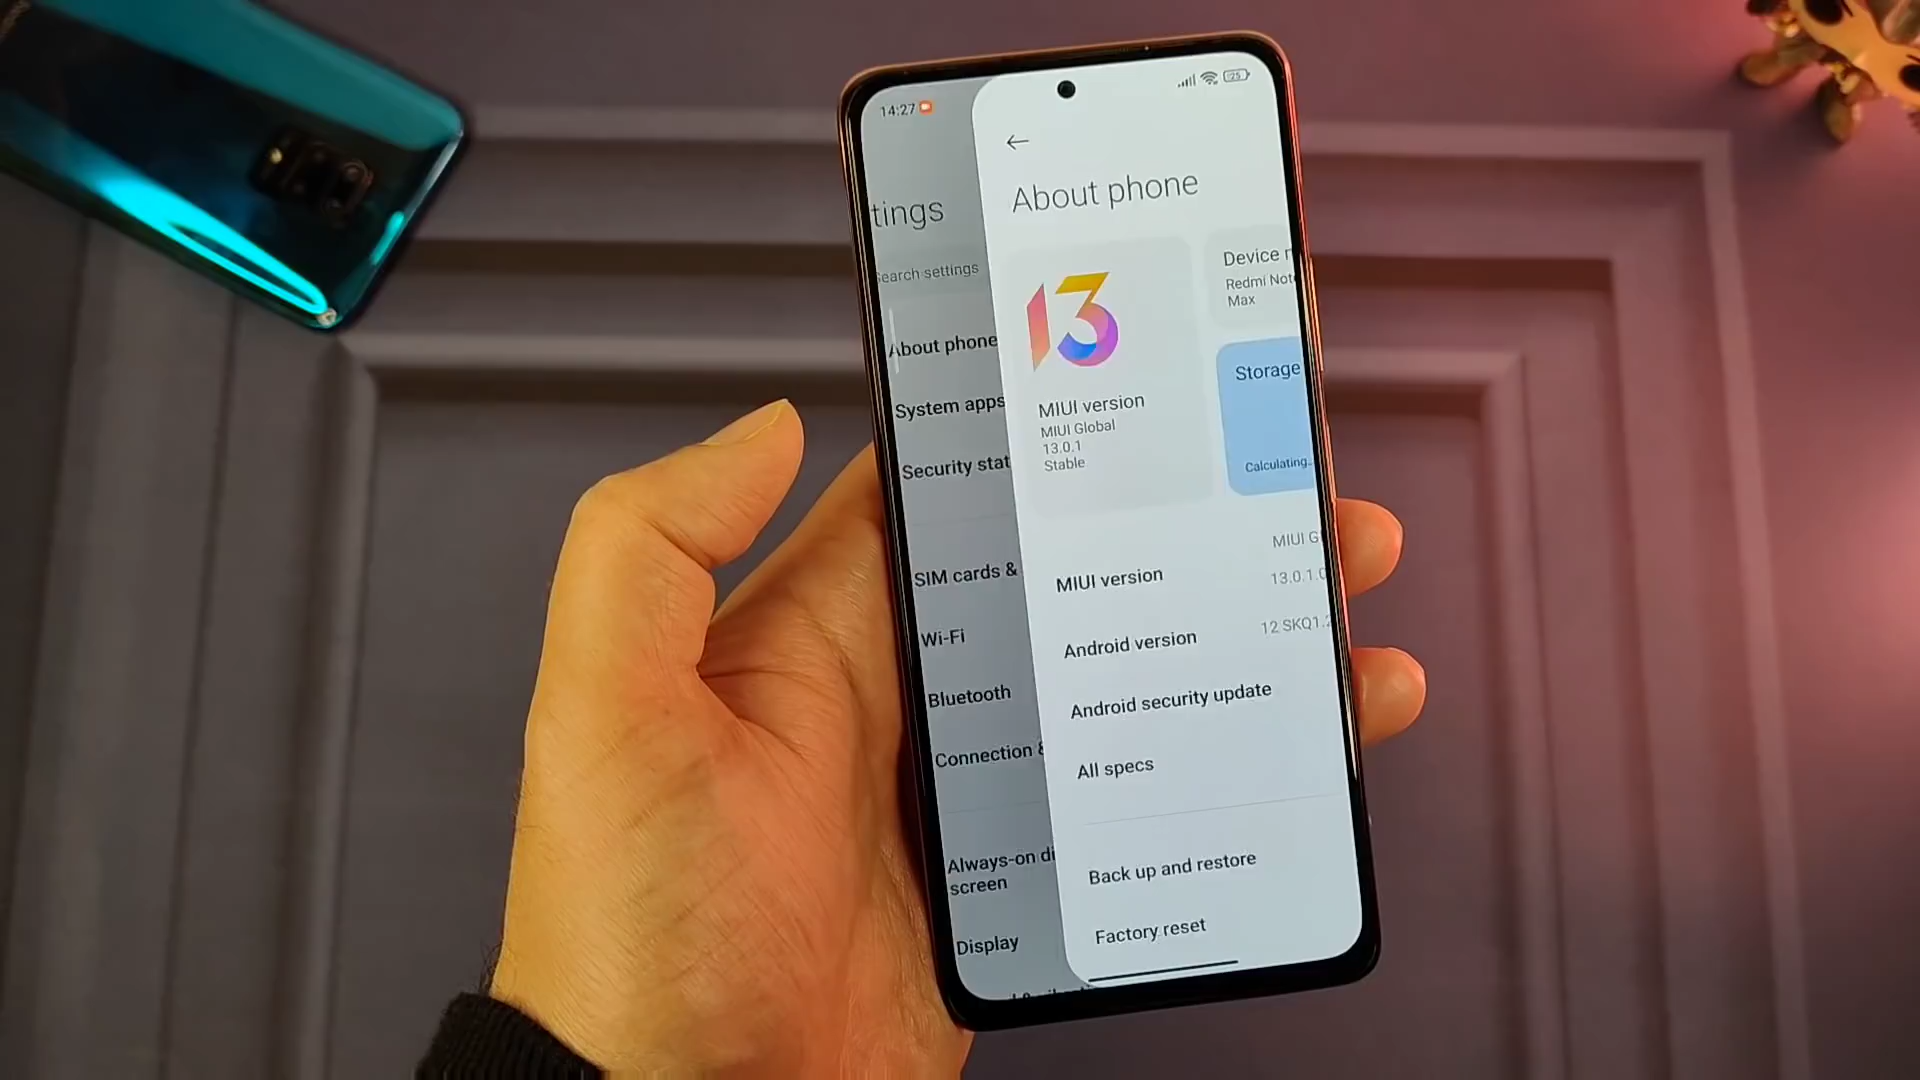 14:27
25
tings
Search settings
About phone
System apps
Security stat
SIM cards &
Wi-Fi
Bluetooth
Connection &
Always-on di
screen
Display
About phone
13
MIUI version
MIUI Global
13.0.1
Stable
Device n
Redmi Not
Max
Storage
Calculating..
MIUI version
MIUI G
13.0.1.0
Android version
12 SKQ1.2
Android security update
All specs
Back up and restore
Factory reset